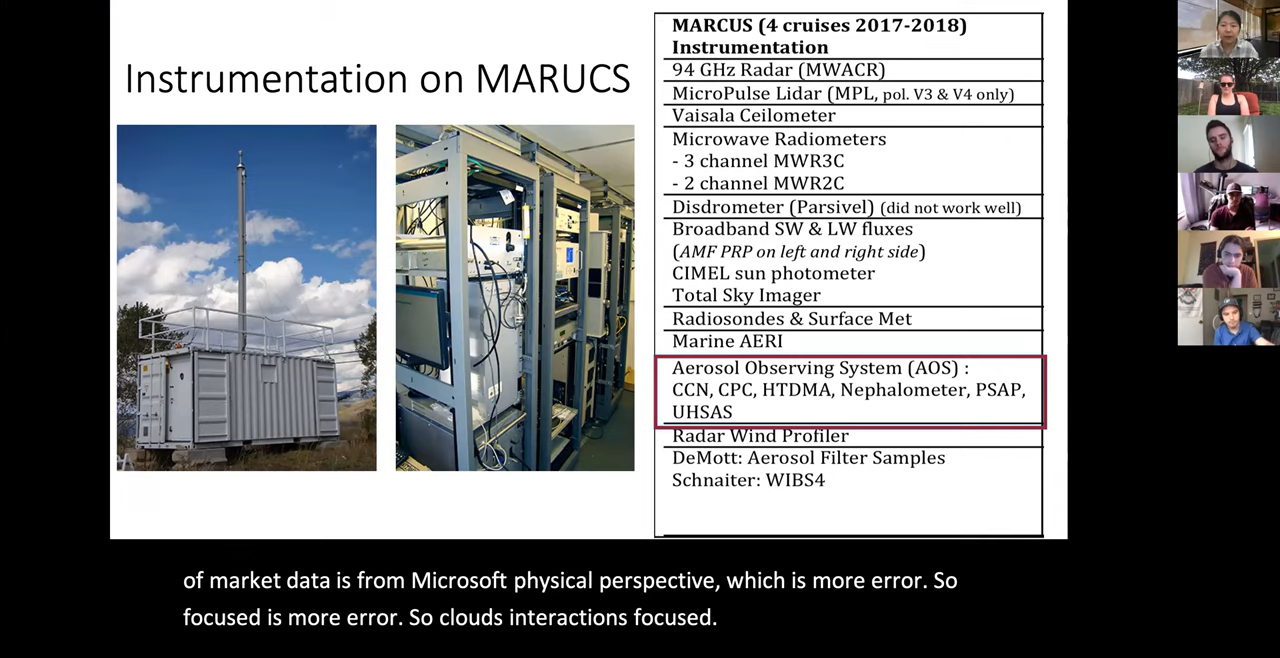 Instrumentation on MARUCS
MARCUS (4 cruises 2017-2018)
Instrumentation
94 GHz Radar (MWACR)
MicroPulse Lidar (MPL, pol. V3 & V4 only)
Vaisala Ceilometer
Microwave Radiometers
- 3 channel MWR3C
- 2 channel MWR2C
Disdrometer (Parsivel) (did not work well)
Broadband SW & LW fluxes
(AMF PRP on left and right side)
CIMEL sun photometer
Total Sky Imager
Radiosondes & Surface Met
Marine AERI
Aerosol Observing System (AOS) :
CCN, CPC, HTDMA, Nephalometer, PSAP,
UHSAS
Radar Wind Profiler
DeMott: Aerosol Filter Samples
Schnaiter: WIBS4
of market data is from Microsoft physical perspective, which is more error. So
focused is more error. So clouds interactions focused.